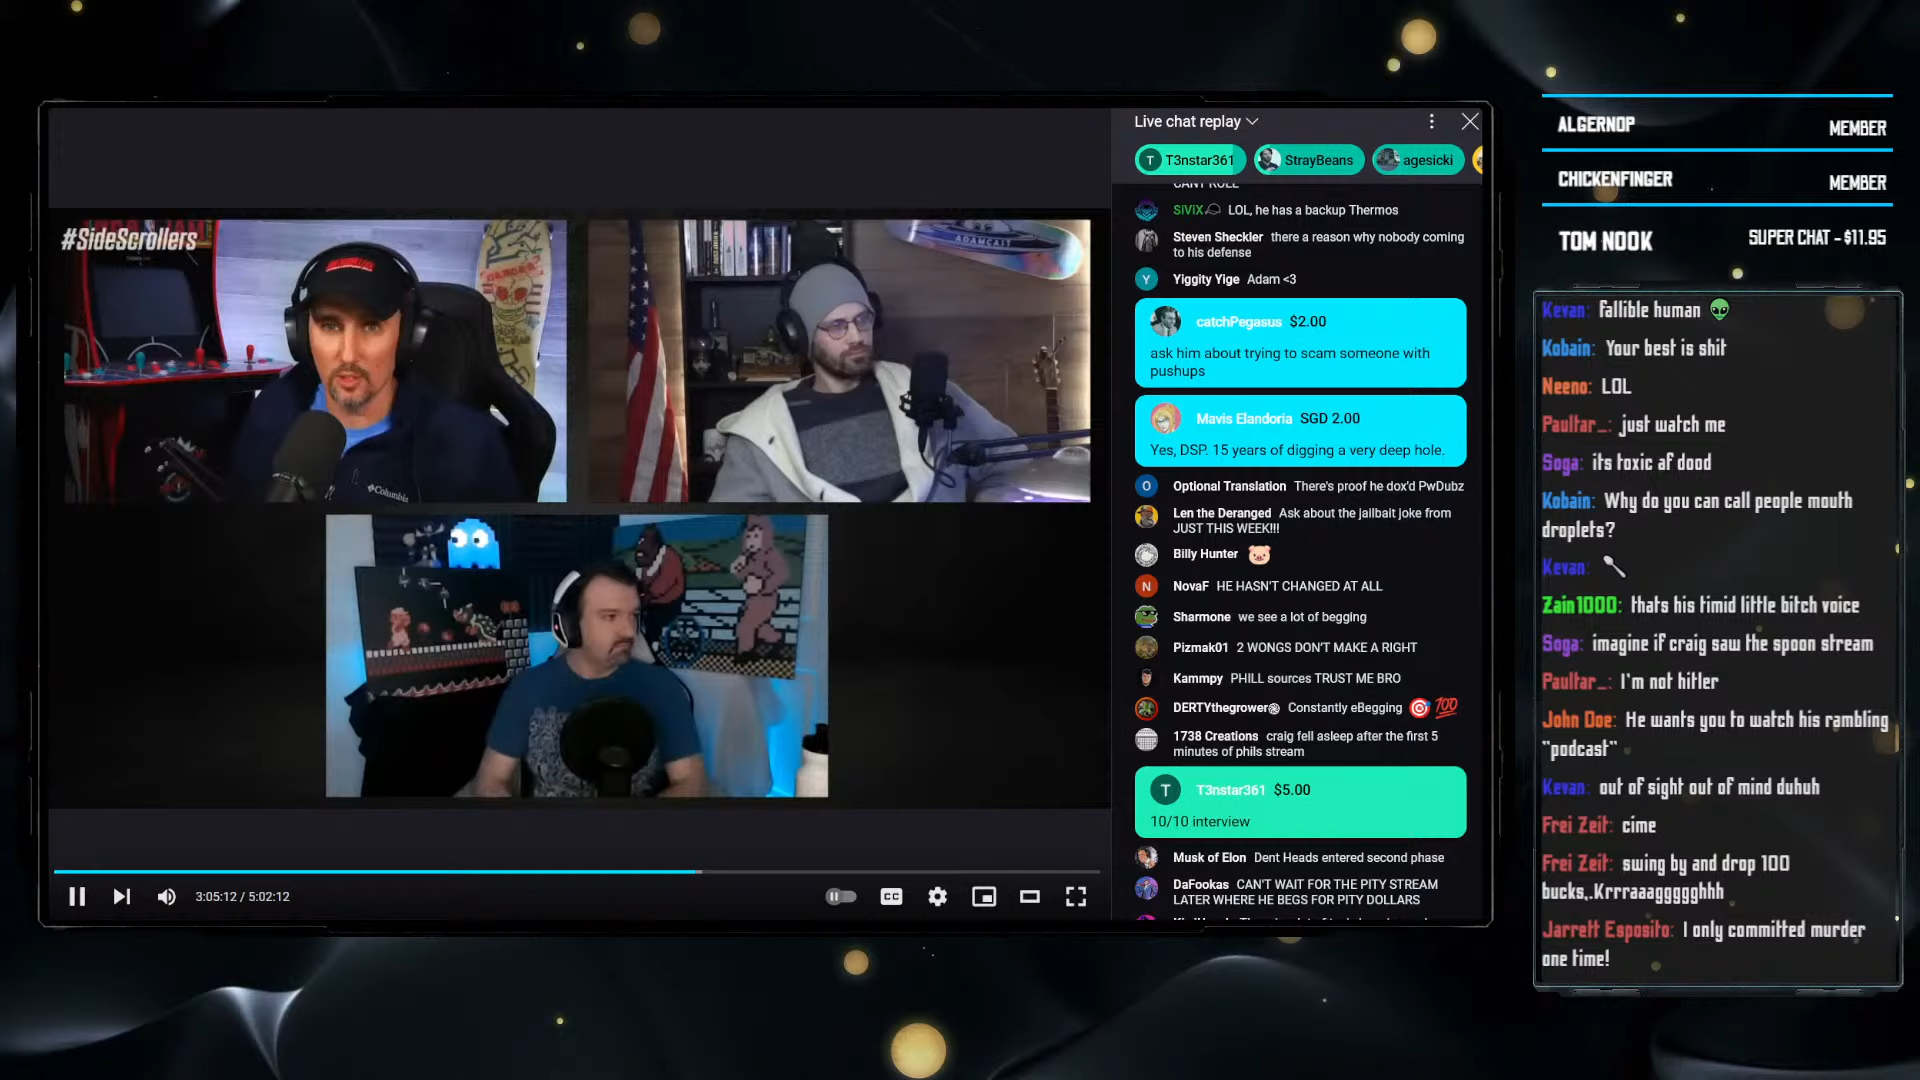 #SideScrollers
ADAMCAST
Columbia
3:05:12 / 5:02:12
CC
Live chat replay
T T3nstar361
StrayBeans
agesicki
CANT ROLL
SiViX LOL, he has a backup Thermos
Steven Sheckler there a reason why nobody coming
to his defense
Y Yiggity Yige Adam <3
catchPegasus $2.00
ask him about trying to scam someone with
pushups
Mavis Elandoria SGD 2.00
Yes, DSP. 15 years of digging a very deep hole.
O Optional Translation There's proof he dox'd PwDubz
Len the Deranged Ask about the jailbait joke from
JUST THIS WEEK!!!
Billy Hunter 🐷
N NovaF HE HASN'T CHANGED AT ALL
Sharmone we see a lot of begging
Pizmak01 2 WONGS DON'T MAKE A RIGHT
Kammpy PHILL sources TRUST ME BRO
DERTYthegrower Constantly eBegging 🎯 💯
1738 Creations craig fell asleep after the first 5
minutes of phils stream
T T3nstar361 $5.00
10/10 interview
Musk of Elon Dent Heads entered second phase
DaFookas CAN'T WAIT FOR THE PITY STREAM
LATER WHERE HE BEGS FOR PITY DOLLARS
ALGERNOP MEMBER
CHICKENFINGER MEMBER
TOM NOOK SUPER CHAT - $11.95
Kevan: fallible human 👽
Kobain: Your best is shit
Neeno: LOL
Paultar_: just watch me
Soga: its toxic af dood
Kobain: Why do you can call people mouth
droplets?
Kevan: 🥄
Zain1000: thats his timid little bitch voice
Soga: imagine if craig saw the spoon stream
Paultar_: I'm not hitler
John Doe: He wants you to watch his rambling
"podcast"
Kevan: out of sight out of mind duhuh
Frei Zeit: cime
Frei Zeit: swing by and drop 100
bucks,.Krrraaaggggghhh
Jarrett Esposito: I only committed murder
one time!